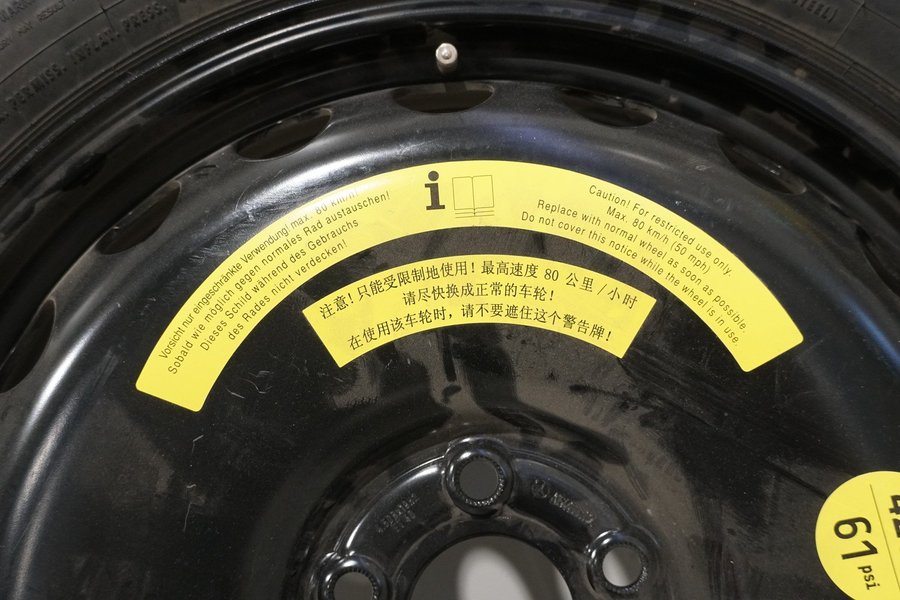 PERMISS. INFLAT. PRESS.
Vorsicht nur eingeschränkte Verwendung! max. 80 km/h!
Sobald wie möglich gegen normales Rad austauschen!
Dieses Schild während des Gebrauchs
des Rades nicht verdecken!
i
Caution! For restricted use only.
Max. 80 km/h (50 mph)
Replace with normal wheel as soon as possible.
Do not cover this notice while the wheel is in use.
注意！只能受限制地使用！最高速度 80 公里／小时
请尽快换成正常的车轮！
在使用该车轮时，请不要遮住这个警告牌！
61 psi